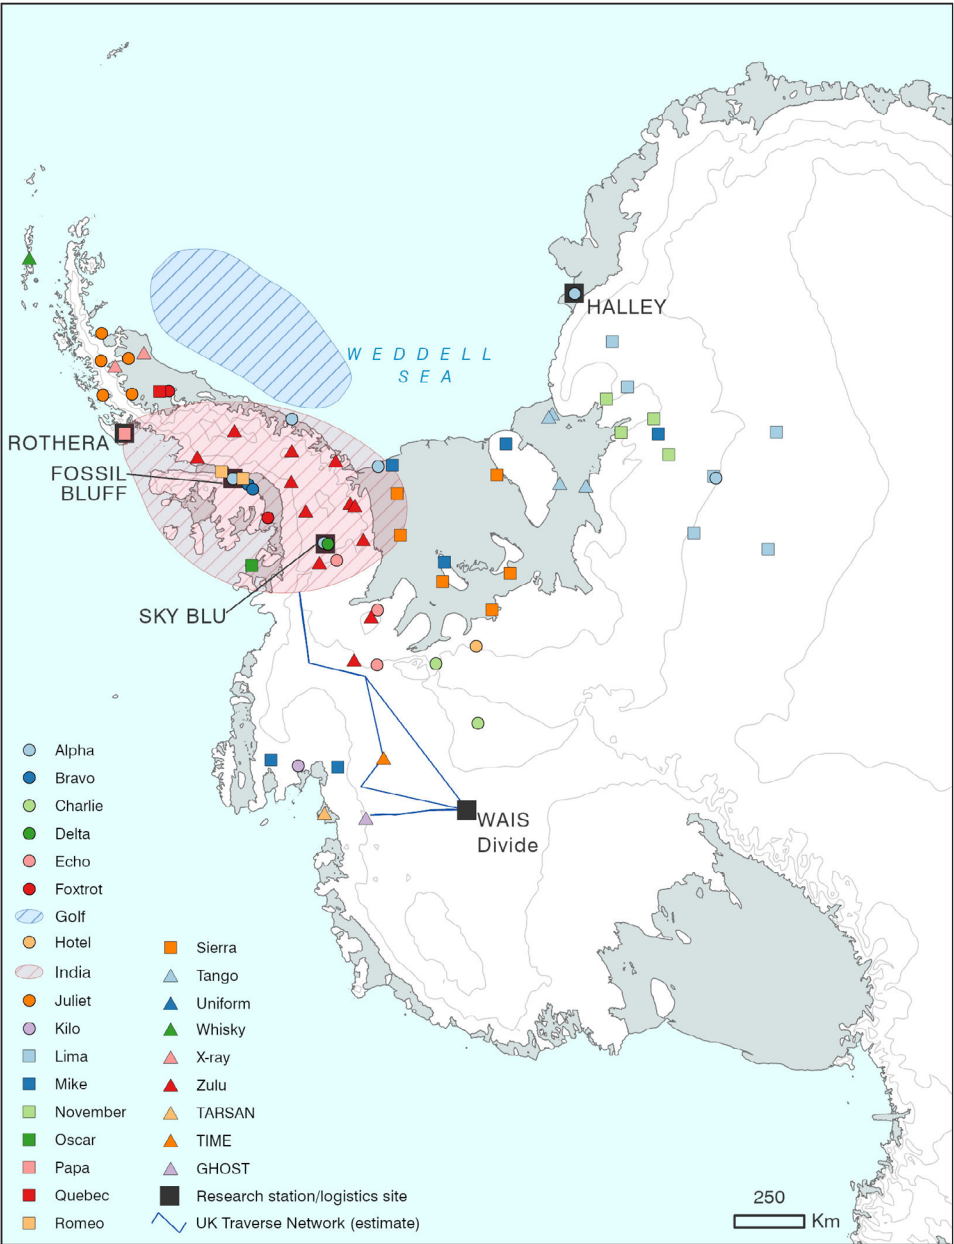 HALLEY
WEDDELL
SEA
ROTHERA
FOSSIL
BLUFF
SKY BLU
WAIS
Divide
Alpha
Bravo
Charlie
Delta
Echo
Foxtrot
Golf
Hotel
India
Juliet
Kilo
Lima
Mike
November
Oscar
Papa
Quebec
Romeo
Sierra
Tango
Uniform
Whisky
X-ray
Zulu
TARSAN
TIME
GHOST
Research station/logistics site
UK Traverse Network (estimate)
250
Km